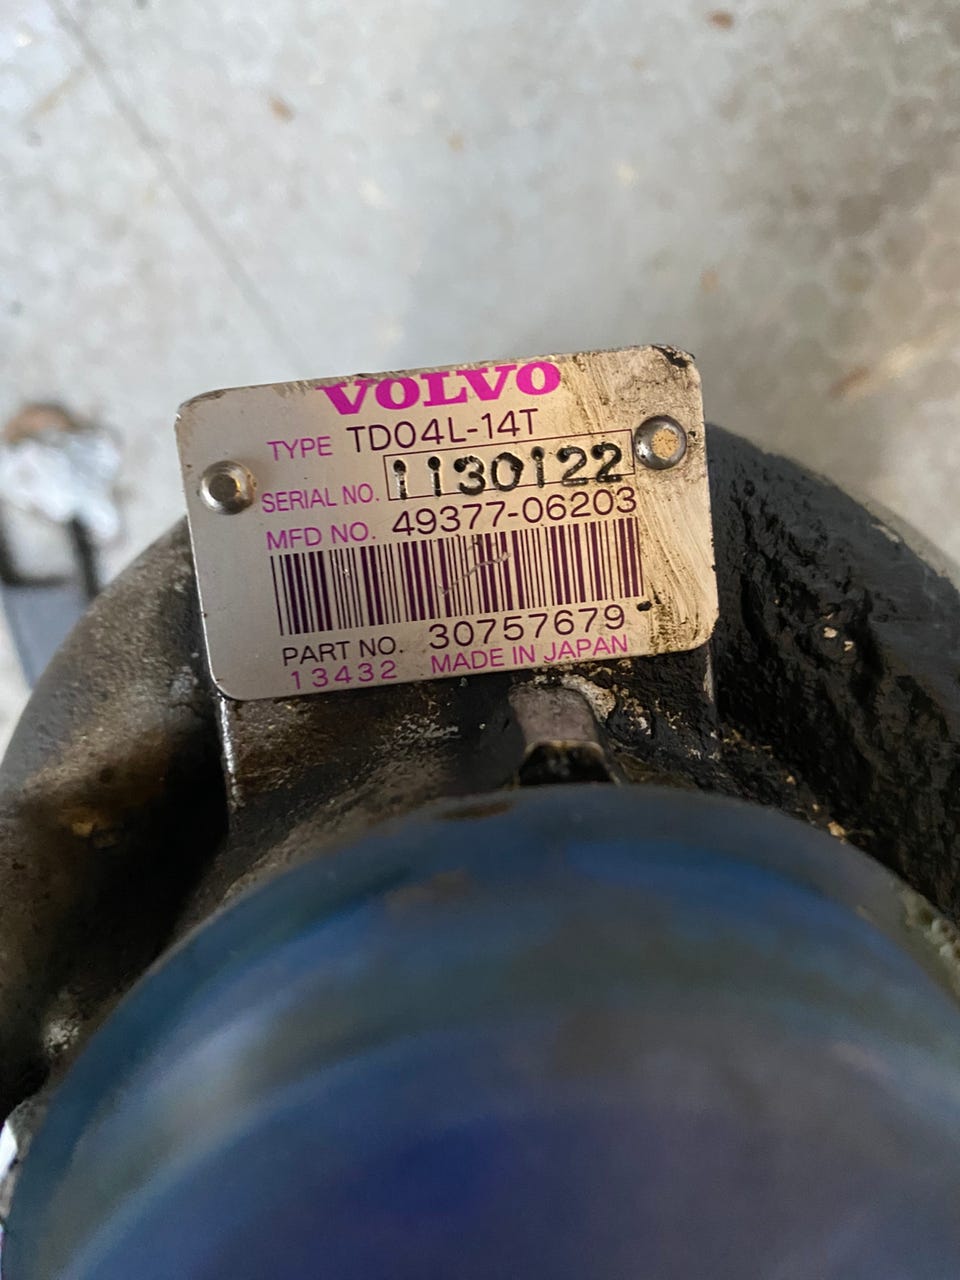 VOLVO
TYPE TD04L-14T
SERIAL NO. 1130122
MFD NO. 49377-06203
PART NO. 30757679
13432 MADE IN JAPAN